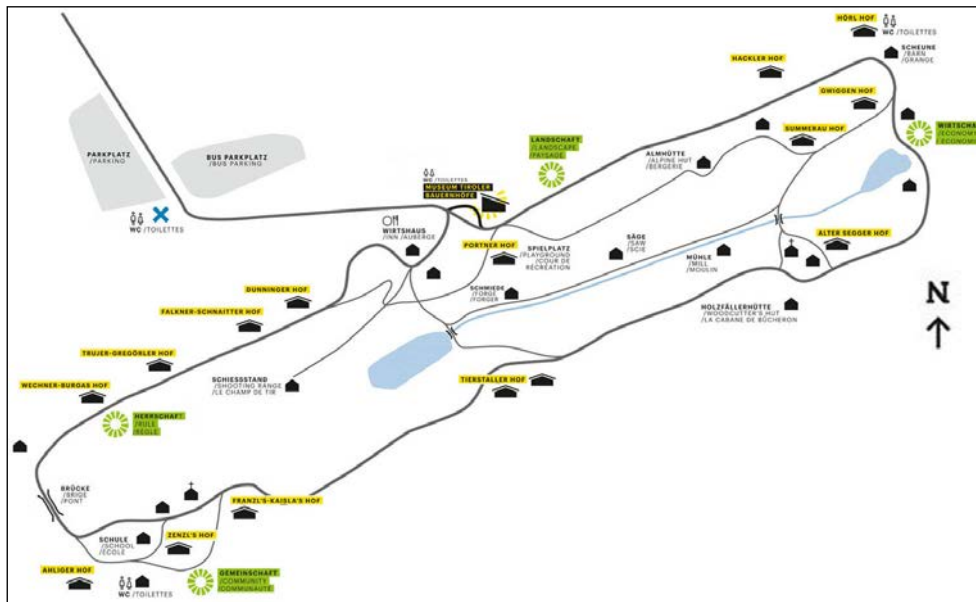 HÖRL HOF
WC /TOILETTES
SCHEUNE
/BARN
/GRANGE
HACKLER HOF
GWIGGEN HOF
WIRTSCHA
/ECONOMY
/ECONOMIE
SUMMERAU HOF
PARKPLATZ
/PARKING
BUS PARKPLATZ
/BUS PARKING
LANDSCHAFT
/LANDSCAPE
/PAYSAGE
ALMHÜTTE
/ALPINE HUT
/BERGERIE
WC /TOILETTES
MUSEUM TIROLER
BAUERNHÖFE
WC /TOILETTES
WIRTSHAUS
/INN /AUBERGE
PORTNER HOF
SPIELPLATZ
/PLAYGROUND
/COUR DE
RÉCRÉATION
SÄGE
/SAW
/SCIE
MÜHLE
/MILL
/MOULIN
ALTER SEGGER HOF
SCHMIEDE
/FORGE
/FORGER
DUNNINGER HOF
HOLZFÄLLERHÜTTE
/WOODCUTTER'S HUT
/LA CABANE DE BÛCHERON
N
FALKNER-SCHNAITTER HOF
TRUJER-GREGÖRLER HOF
WECHNER-BURGAS HOF
SCHIESSSTAND
/SHOOTING RANGE
/LE CHAMP DE TIR
TIERSTALLER HOF
HERRSCHAFT
/RULE
/REGLE
BRÜCKE
/BRIGE
/PONT
FRANZL'S-KAISLA'S HOF
SCHULE
/SCHOOL
/ÉCOLE
ZENZL'S HOF
AHLIGER HOF
WC /TOILETTES
GEMEINSCHAFT
/COMMUNITY
/COMMUNAUTÉ